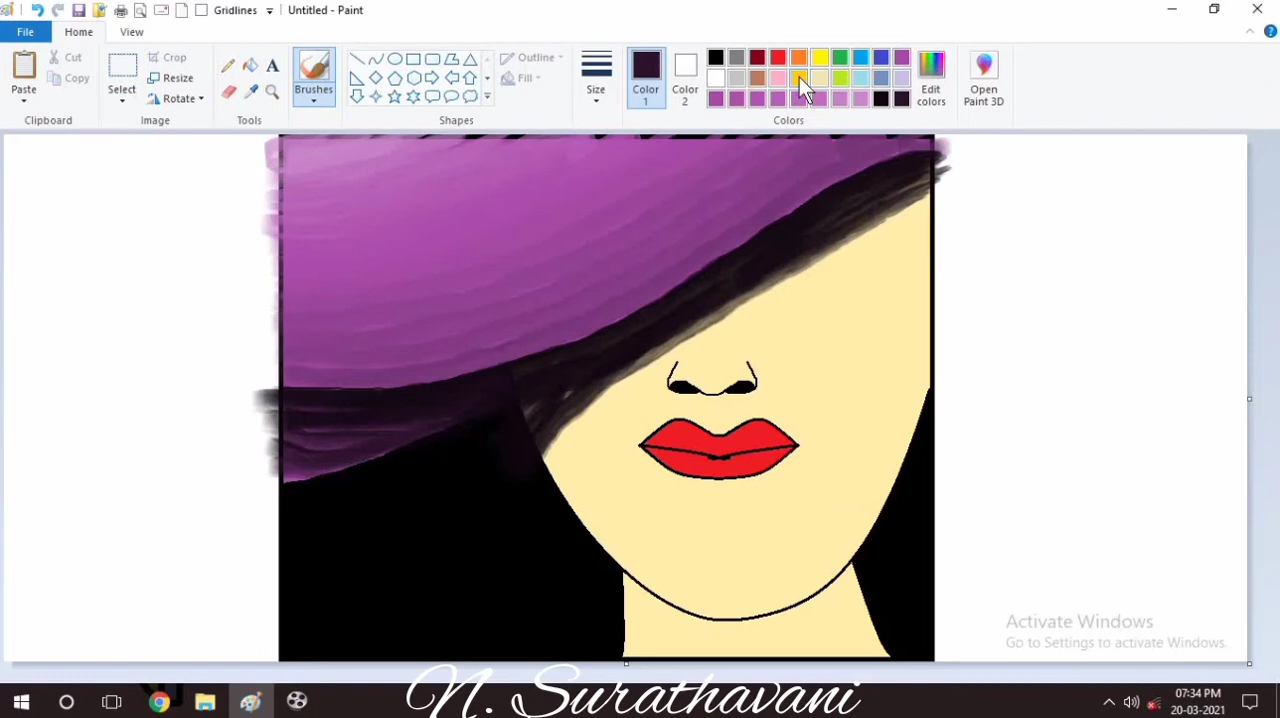 Gridlines
Untitled - Paint
File
Home
View
Paste
Cut
Copy
Clipboard
Select
Crop
Resize
Rotate
Image
A
Tools
Brushes
Outline
Fill
Shapes
Size
Color 1
Color 2
Colors
Edit colors
Open Paint 3D
Activate Windows
Go to Settings to activate Windows.
N. Surathavani
07:34 PM
20-03-2021